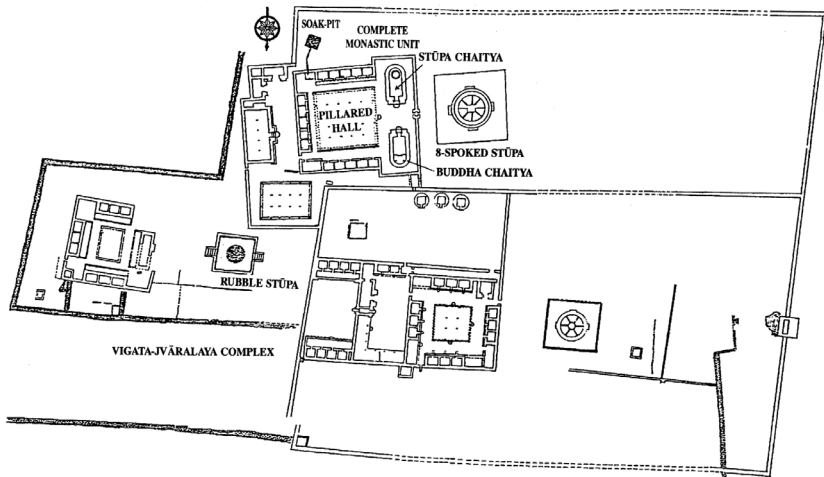 SOAK-PIT
COMPLETE
MONASTIC UNIT
STŪPA CHAITYA
PILLARED
HALL
8-SPOKED STŪPA
BUDDHA CHAITYA
RUBBLE STŪPA
VIGATA-JVĀRALAYA COMPLEX